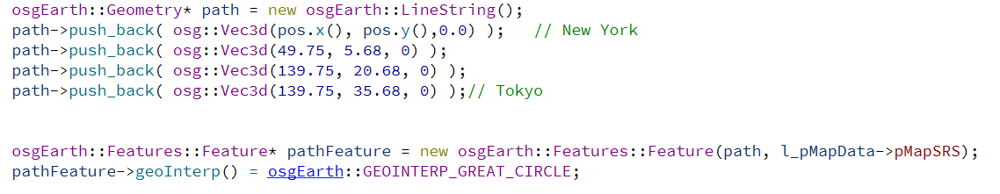 osgEarth::Geometry* path = new osgEarth::LineString();
path->push_back( osg::Vec3d(pos.x(), pos.y(),0.0) );   // New York
path->push_back( osg::Vec3d(49.75, 5.68, 0) );
path->push_back( osg::Vec3d(139.75, 20.68, 0) );
path->push_back( osg::Vec3d(139.75, 35.68, 0) );// Tokyo
osgEarth::Features::Feature* pathFeature = new osgEarth::Features::Feature(path, l_pMapData->pMapSRS);
pathFeature->geoInterp() = osgEarth::GEOINTERP_GREAT_CIRCLE;